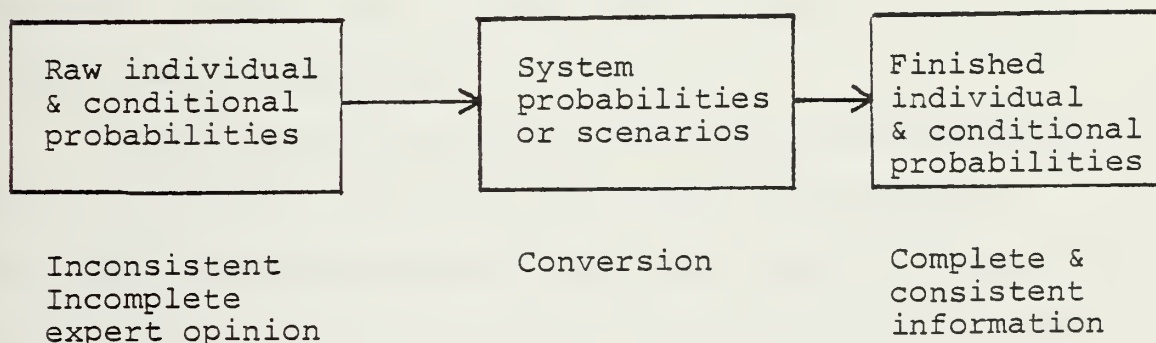 Raw individual
& conditional
probabilities
System
probabilities
or scenarios
Finished
individual
& conditional
probabilities
Inconsistent
Incomplete
expert opinion
Conversion
Complete &
consistent
information